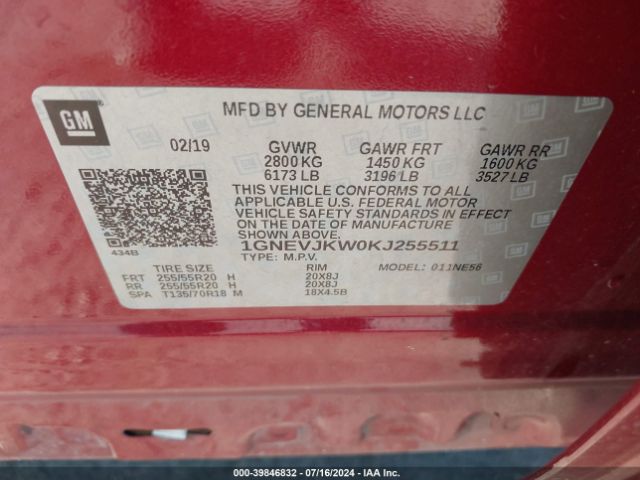 GM
MFD BY GENERAL MOTORS LLC
02/19 GVWR GAWR FRT GAWR RR
2800 KG 1450 KG 1600 KG
6173 LB 3196 LB 3527 LB
THIS VEHICLE CONFORMS TO ALL
APPLICABLE U.S. FEDERAL MOTOR
VEHICLE SAFETY STANDARDS IN EFFECT
ON THE DATE OF MANUFACTURE
SHOWN ABOVE.
434B 1GNEVJKW0KJ255511
TYPE: M.P.V. MODEL: 011NE56
TIRE SIZE RIM
FRT 255/55R20 H 20X8J
RR 255/55R20 H 20X8J
SPA T135/70R18 M 18X4.5B
000-39846832 / 07/16/2024 / IAA Inc.